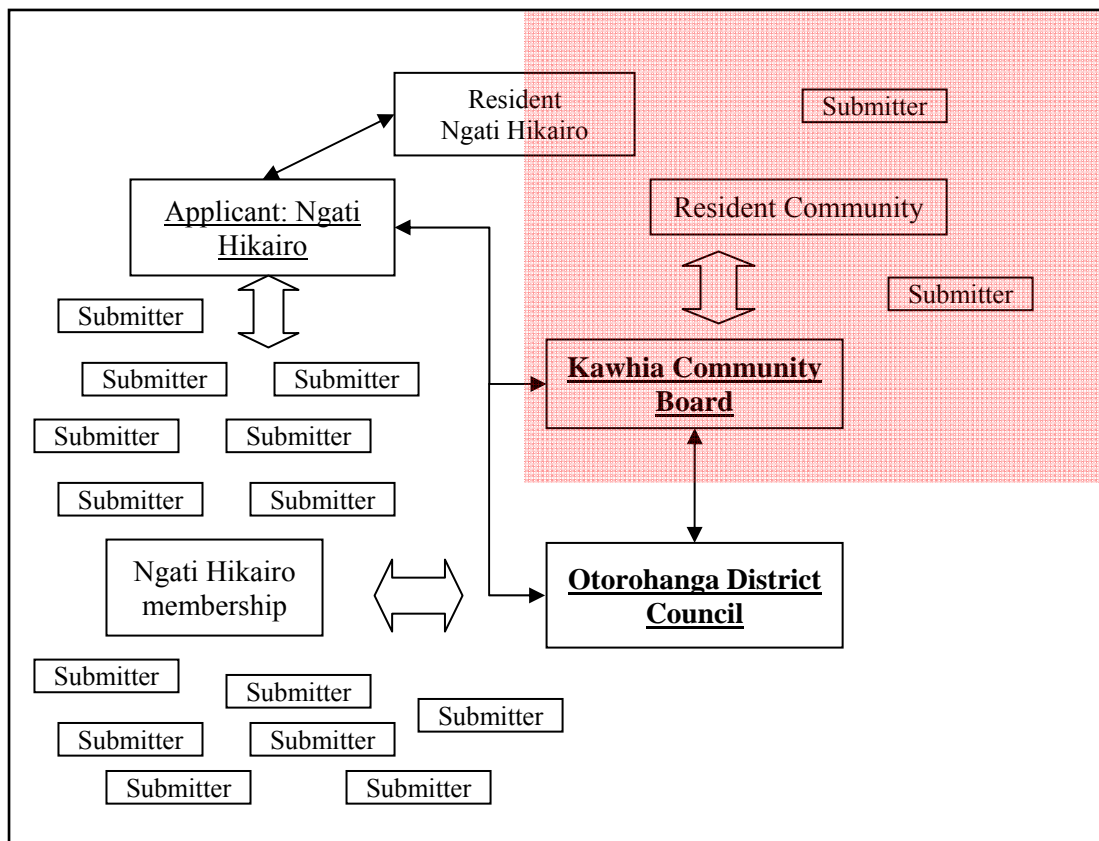 Resident
Ngati Hikairo
Submitter
Applicant: Ngati
Hikairo
Resident Community
Submitter
Submitter
Kawhia Community
Board
Submitter
Submitter
Submitter
Submitter
Submitter
Submitter
Ngati Hikairo
membership
Otorohanga District
Council
Submitter
Submitter
Submitter
Submitter
Submitter
Submitter
Submitter